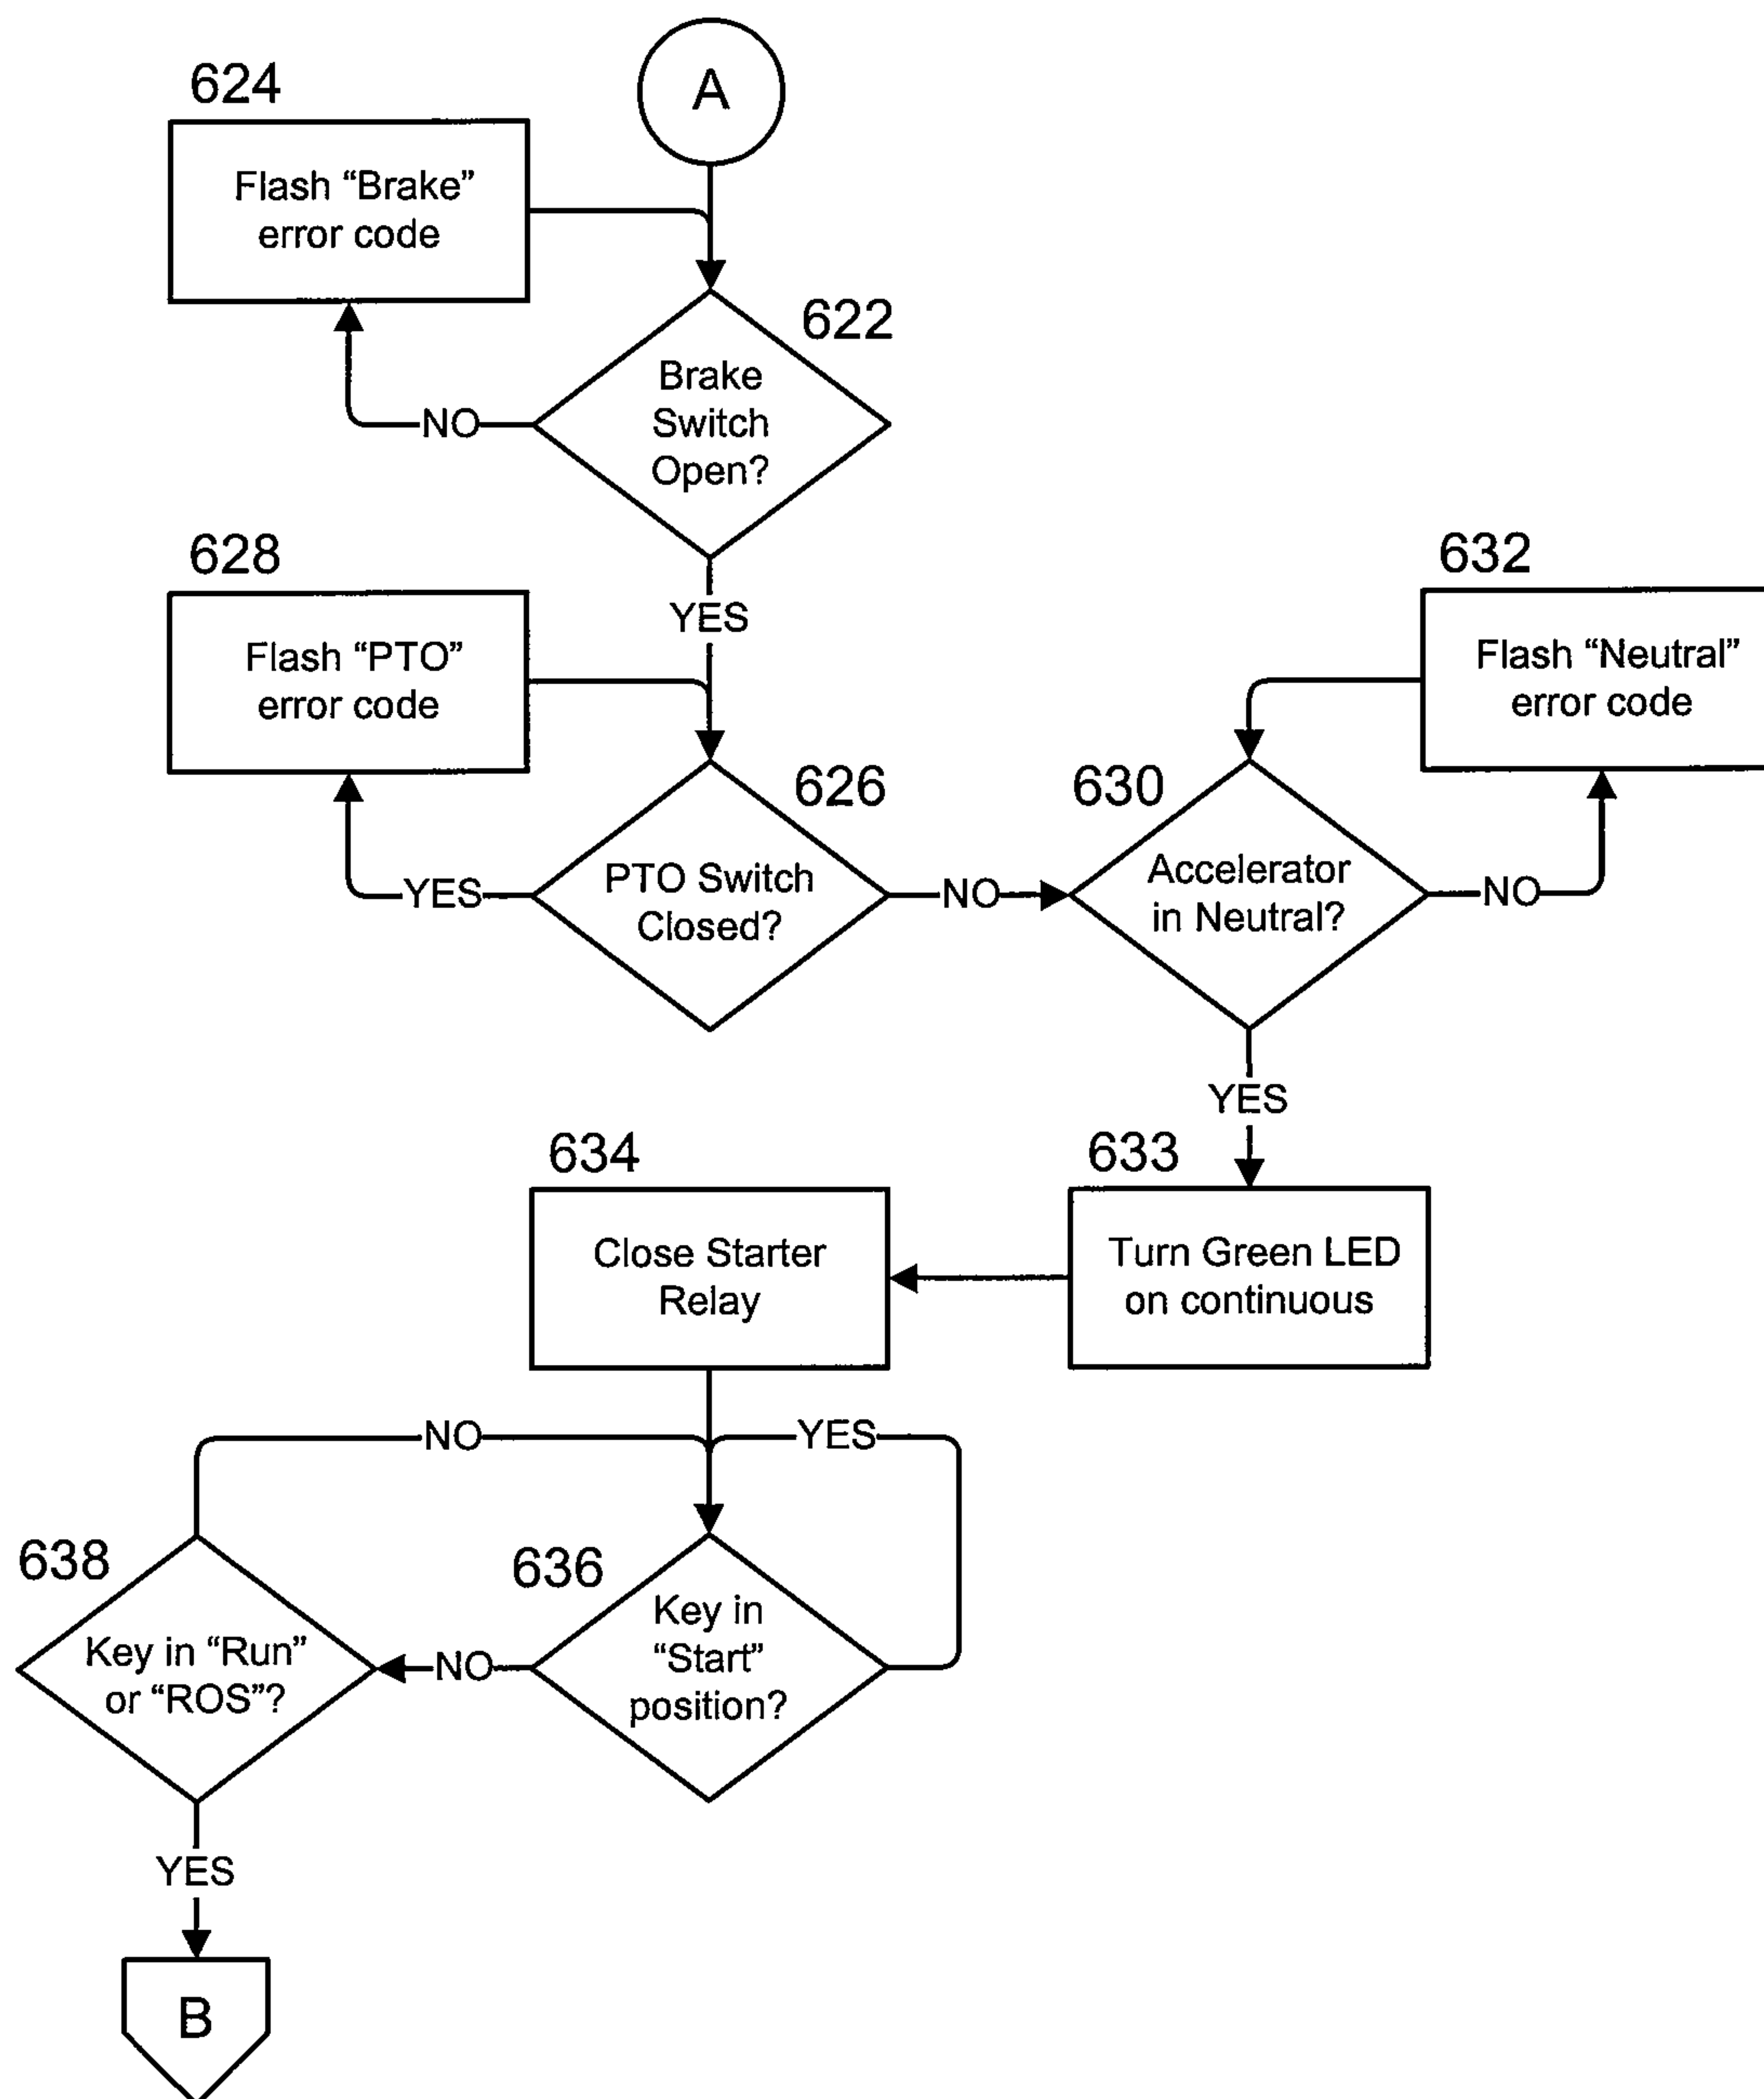 A
624
Flash “Brake”
error code
622
Brake
Switch
Open?
NO
YES
628
Flash “PTO”
error code
632
Flash “Neutral”
error code
626
PTO Switch
Closed?
YES
NO
630
Accelerator
in Neutral?
NO
YES
634
Close Starter
Relay
633
Turn Green LED
on continuous
NO
YES
638
Key in “Run”
or “ROS”?
636
Key in
“Start”
position?
NO
YES
B